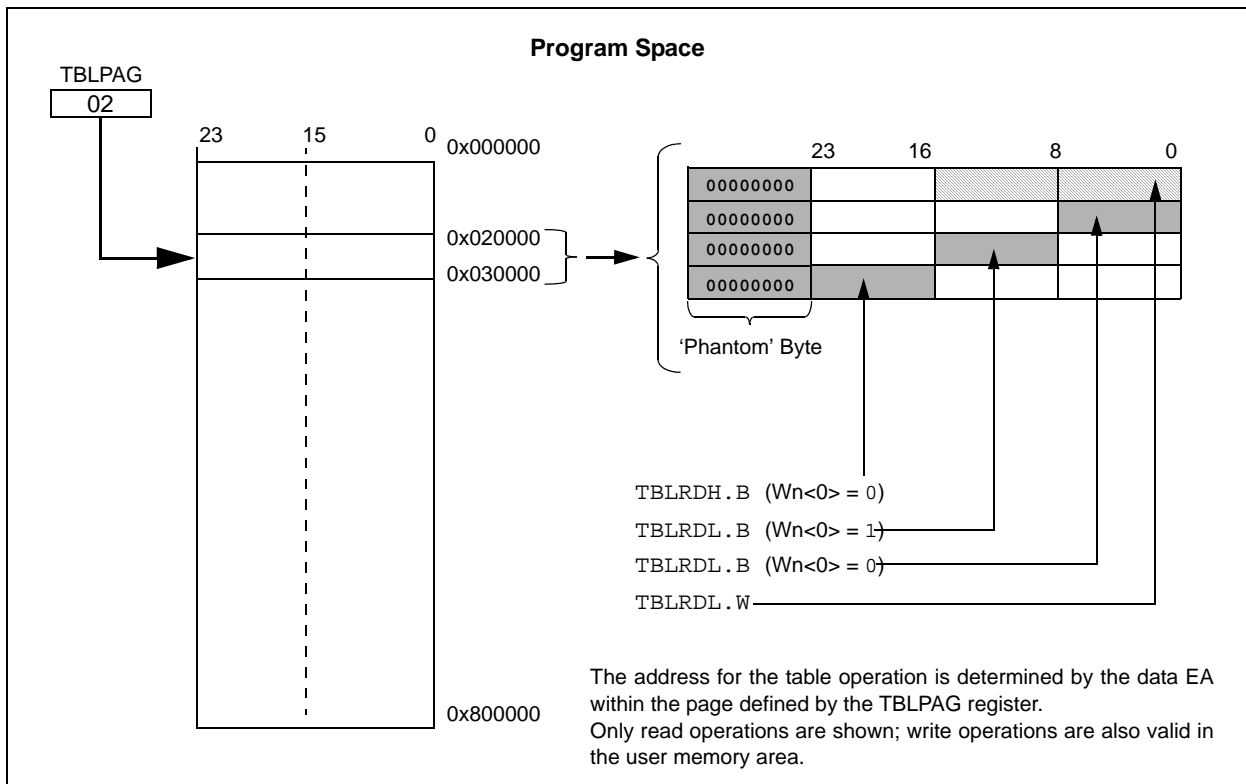 Program Space
TBLPAG
02
23 15 0
0x000000
0x020000
0x030000
0x800000
23 16 8 0
00000000
00000000
00000000
00000000
‘Phantom’ Byte
TBLRDH.B (Wn<0> = 0)
TBLRDL.B (Wn<0> = 1)
TBLRDL.B (Wn<0> = 0)
TBLRDL.W
The address for the table operation is determined by the data EA
within the page defined by the TBLPAG register.
Only read operations are shown; write operations are also valid in
the user memory area.